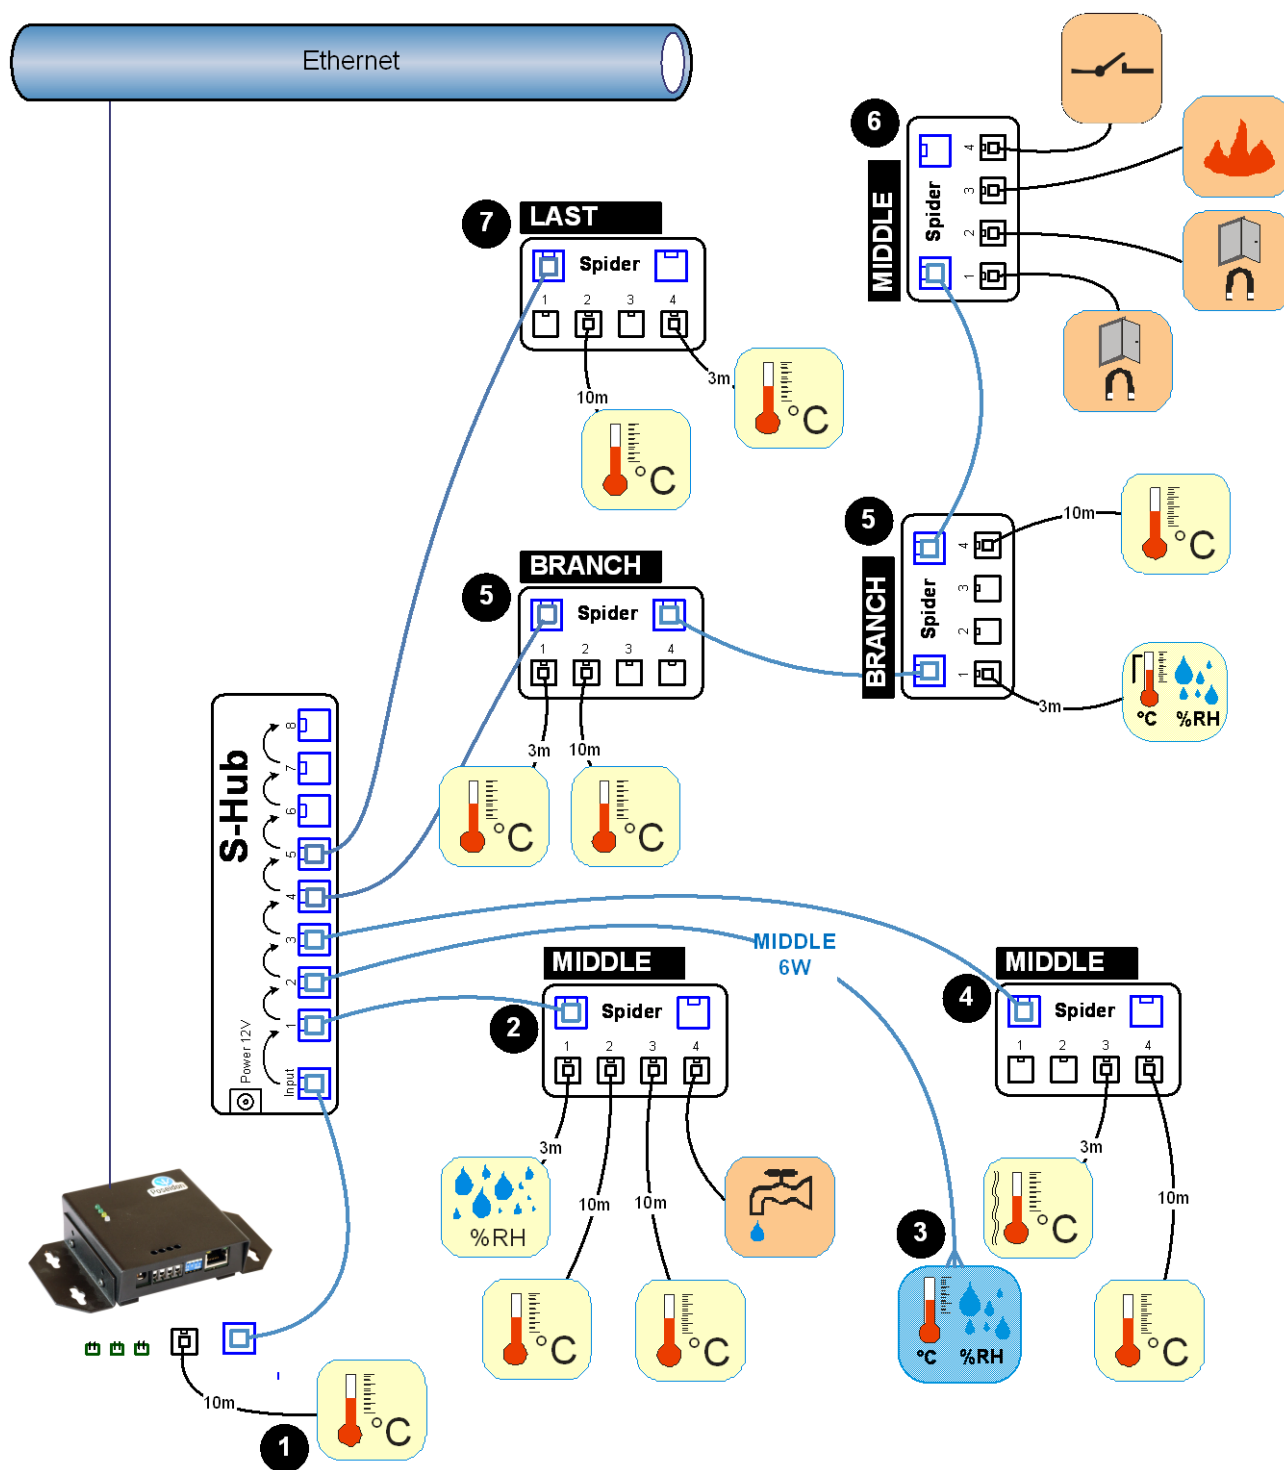 Ethernet
6
MIDDLE
Spider
4
3
2
1
7
LAST
Spider
1 2 3 4
10m
3m
°C
°C
5
BRANCH
Spider
4
3
2
1
10m
°C
3m
°C %RH
5
BRANCH
Spider
1 2 3 4
3m
10m
°C
°C
S-Hub
8
7
6
5
4
3
2
1
Input
Power 12V
MIDDLE
6W
2
MIDDLE
Spider
1 2 3 4
3m
10m
10m
%RH
°C
°C
4
MIDDLE
Spider
1 2 3 4
3m
10m
°C
°C
3
°C %RH
Poseidon
10m
1
°C